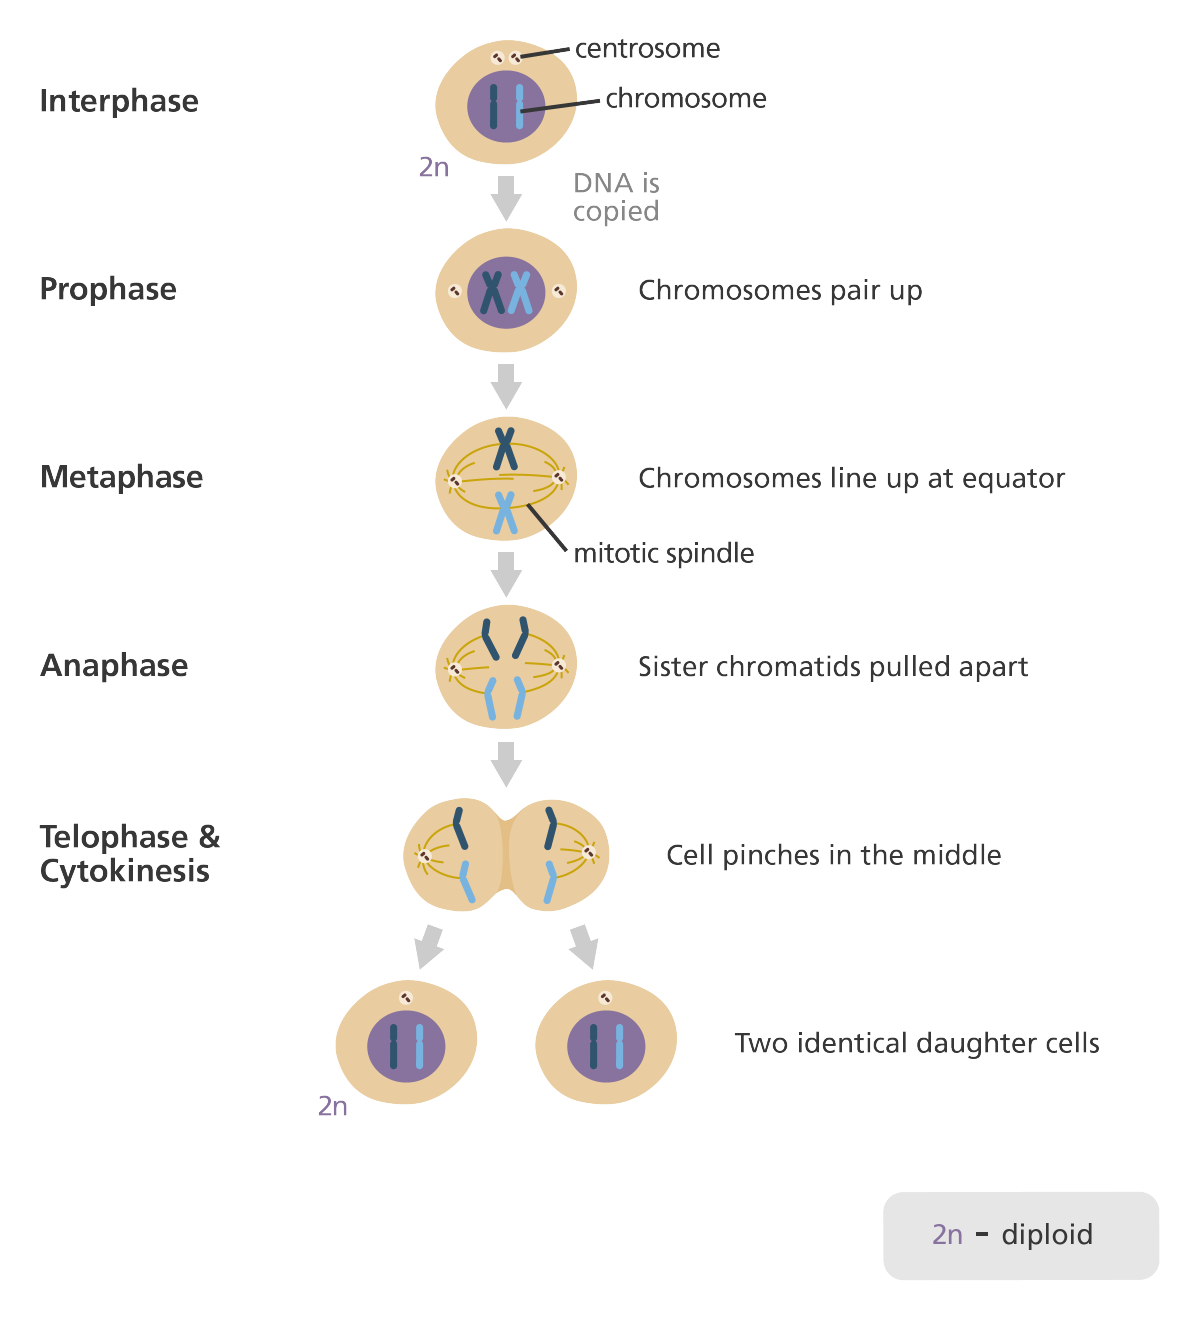 centrosome
Interphase
chromosome
2n
DNA is
copied
Prophase
Chromosomes pair up
Metaphase
Chromosomes line up at equator
mitotic spindle
Anaphase
Sister chromatids pulled apart
Telophase &
Cytokinesis
Cell pinches in the middle
Two identical daughter cells
2n
2n - diploid